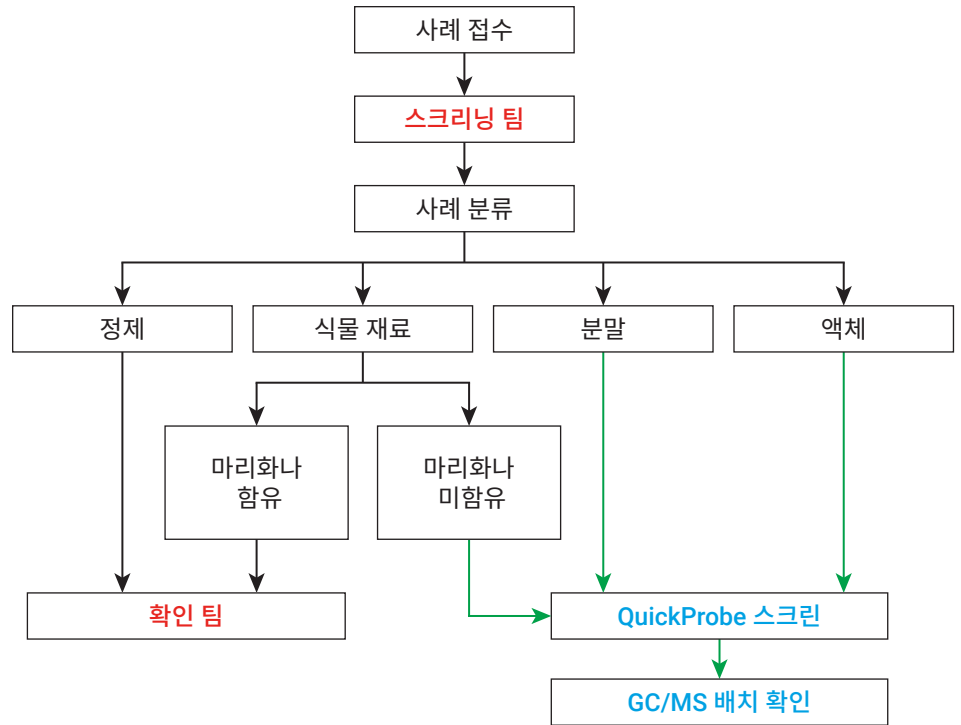 사례 접수
스크리닝 팀
사례 분류
정제
식물 재료
분말
액체
마리화나
함유
마리화나
미함유
확인 팀
QuickProbe 스크린
GC/MS 배치 확인